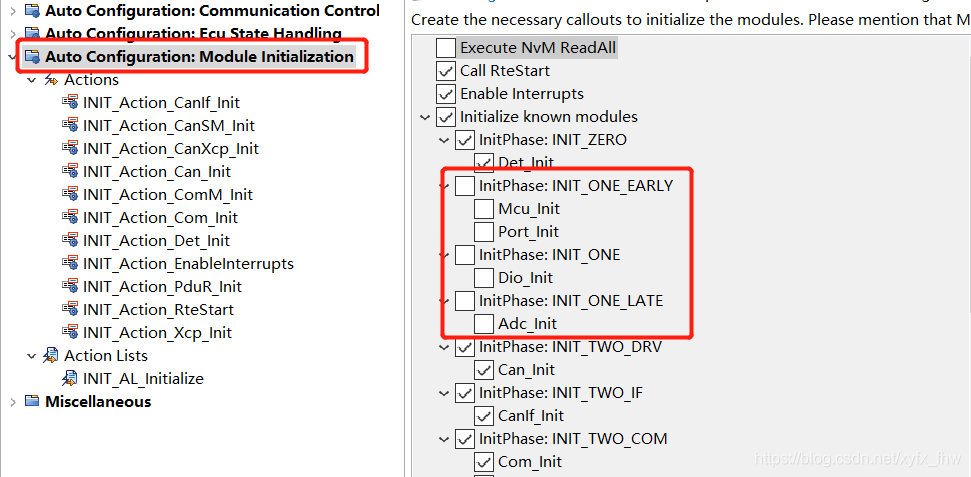 Auto Configuration: Communication Control
Auto Configuration: Ecu State Handling
Auto Configuration: Module Initialization
Actions
INIT_Action_CanIf_Init
INIT_Action_CanSM_Init
INIT_Action_CanXcp_Init
INIT_Action_Can_Init
INIT_Action_ComM_Init
INIT_Action_Com_Init
INIT_Action_Det_Init
INIT_Action_EnableInterrupts
INIT_Action_PduR_Init
INIT_Action_RteStart
INIT_Action_Xcp_Init
Action Lists
INIT_AL_Initialize
Miscellaneous
Create the necessary callouts to initialize the modules. Please mention that M
Execute NvM ReadAll
Call RteStart
Enable Interrupts
Initialize known modules
InitPhase: INIT_ZERO
Det_Init
InitPhase: INIT_ONE_EARLY
Mcu_Init
Port_Init
InitPhase: INIT_ONE
Dio_Init
InitPhase: INIT_ONE_LATE
Adc_Init
InitPhase: INIT_TWO_DRV
Can_Init
InitPhase: INIT_TWO_IF
CanIf_Init
InitPhase: INIT_TWO_COM
Com_Init
https://blog.csdn.net/xyfx_fhw